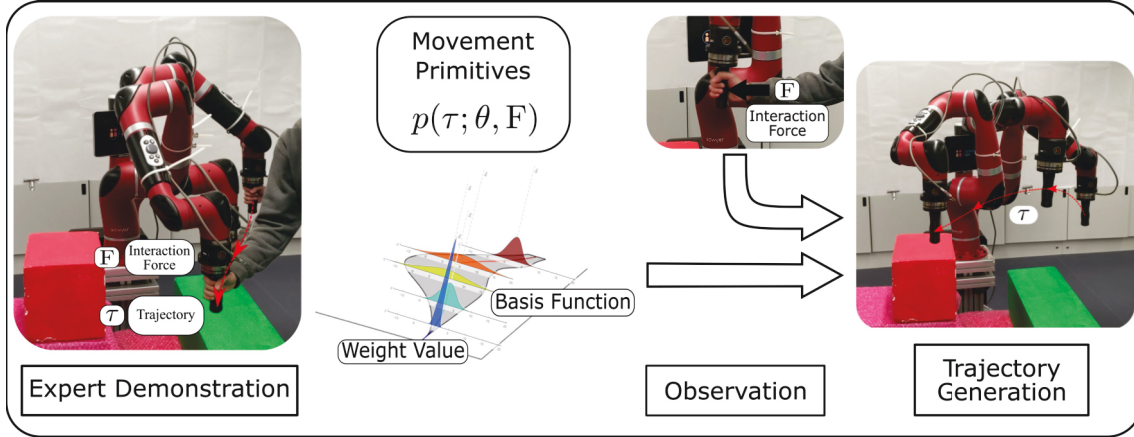 F
Interaction
Force
τ
Trajectory
Expert Demonstration
Movement
Primitives
p(τ; θ, F)
Basis Function
Weight Value
F
Interaction
Force
Observation
τ
Trajectory
Generation